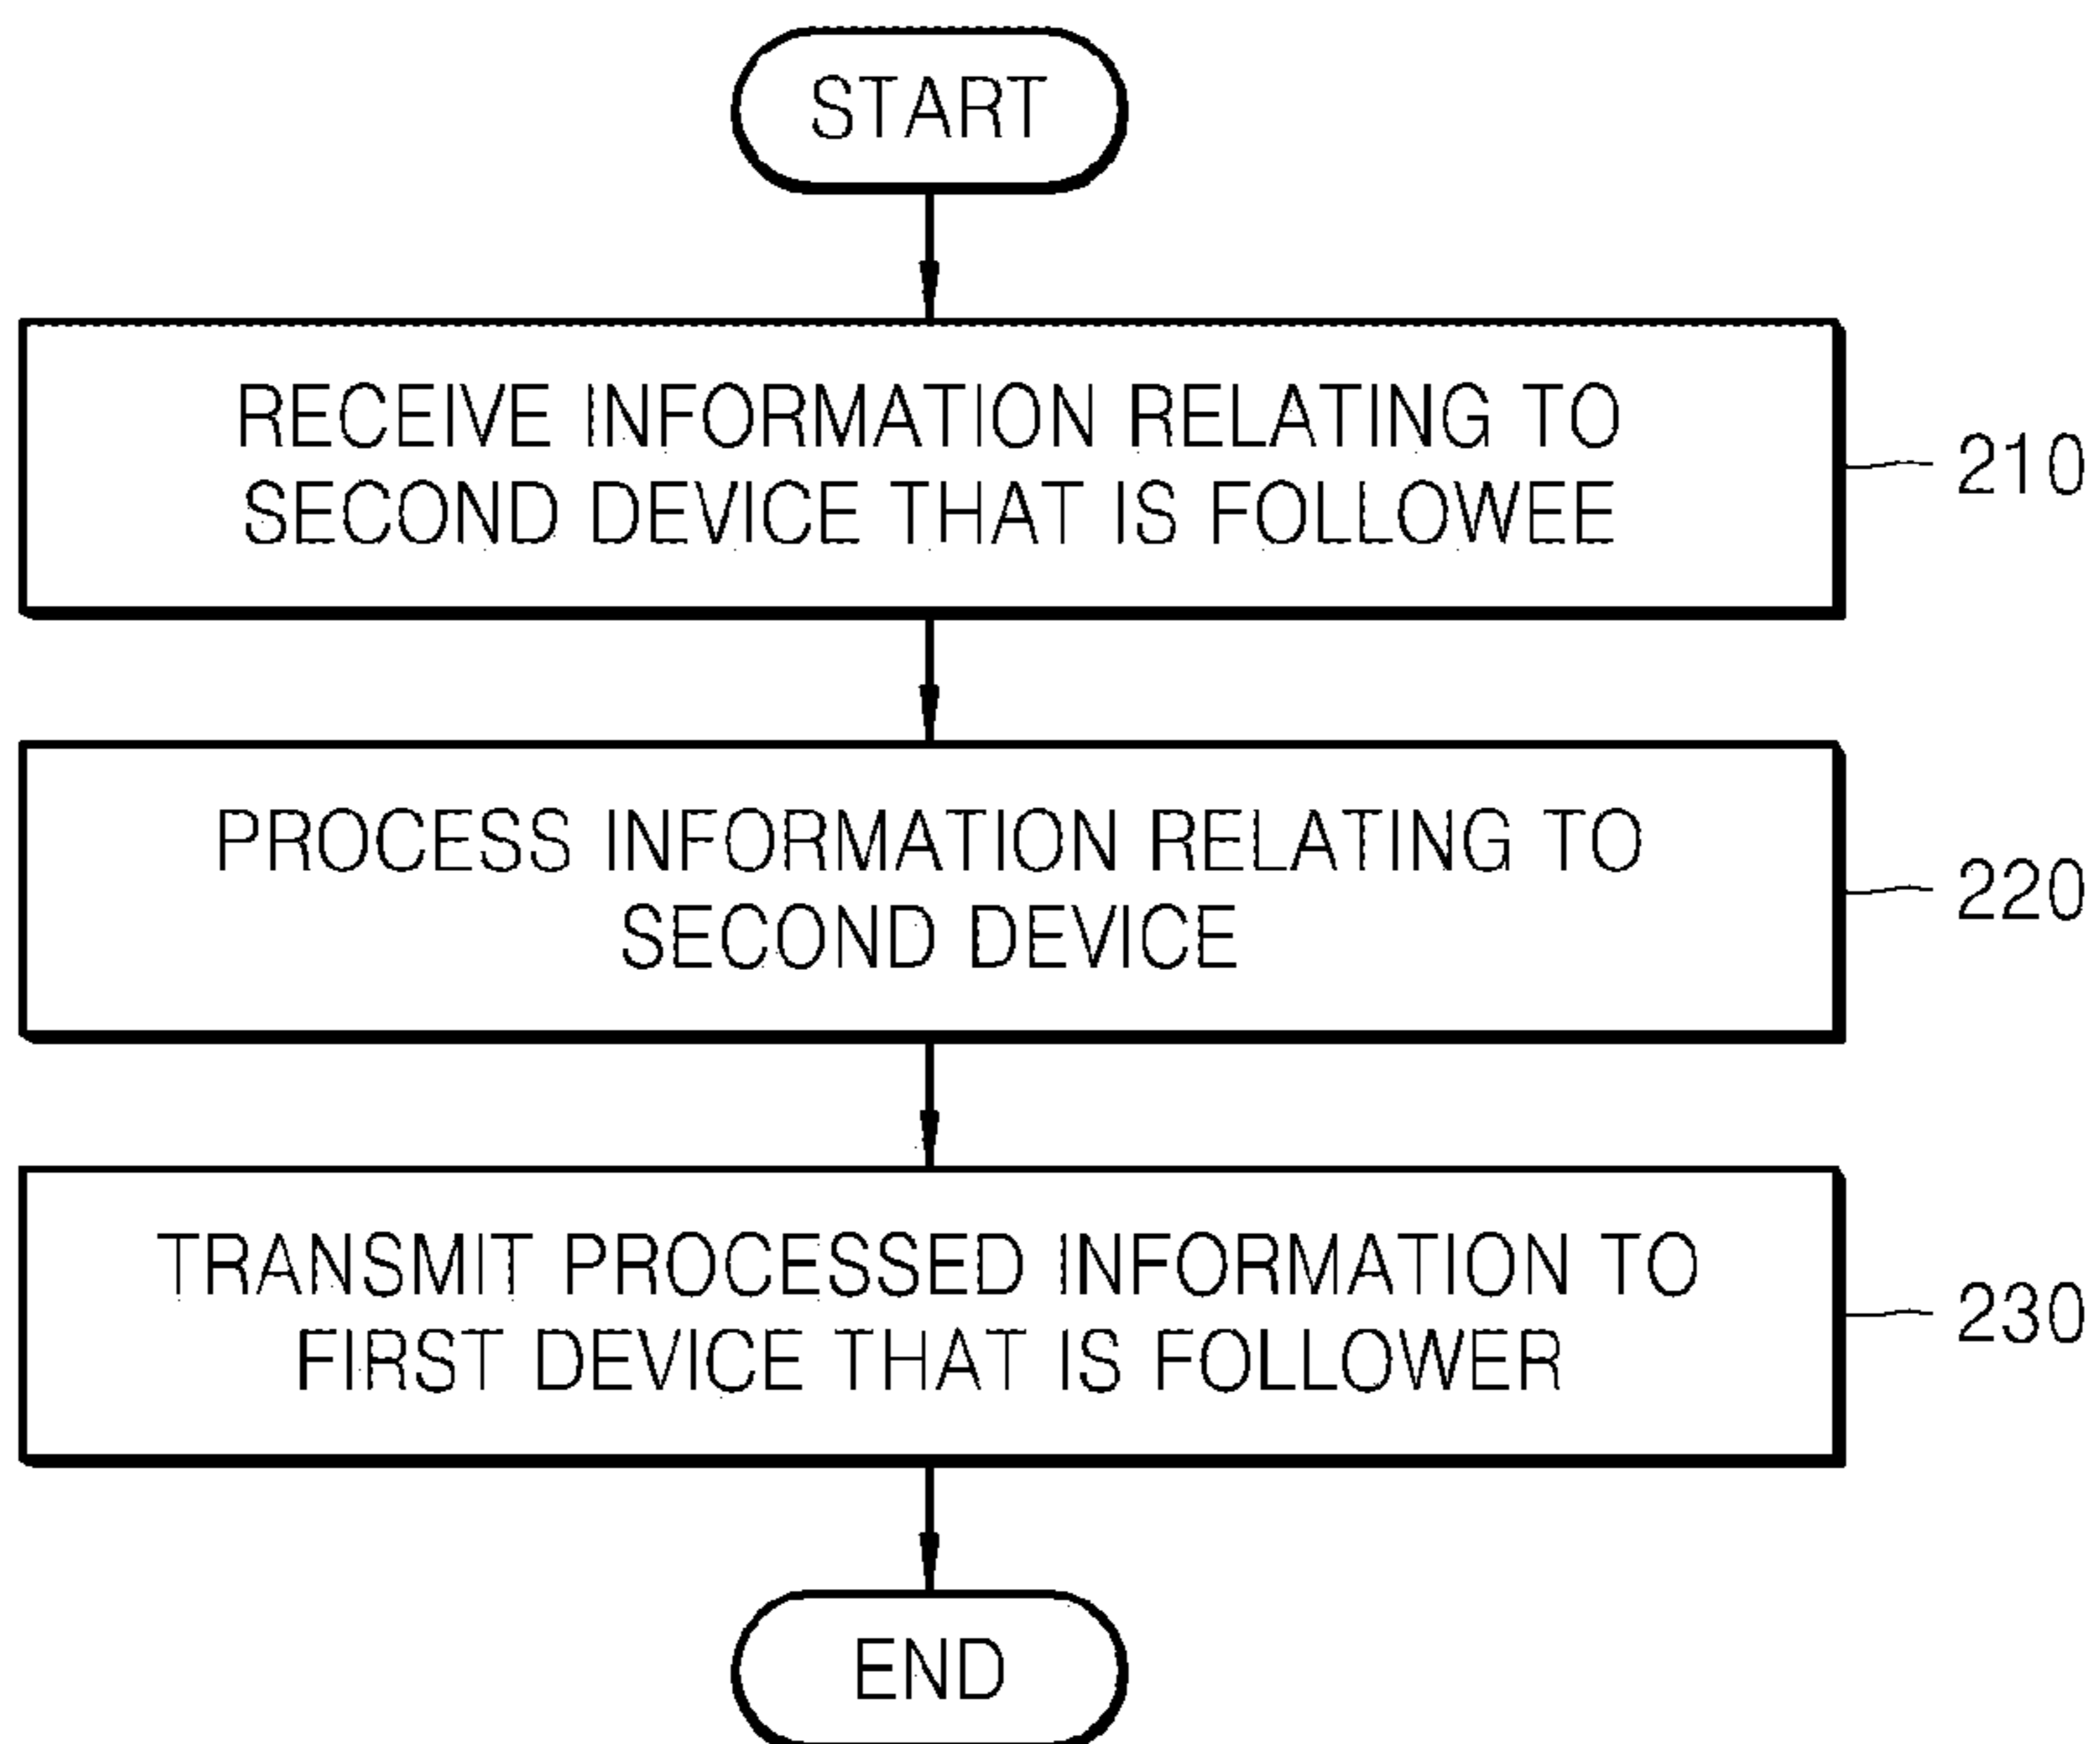 START
RECEIVE INFORMATION RELATING TO
SECOND DEVICE THAT IS FOLLOWEE
210
PROCESS INFORMATION RELATING TO
SECOND DEVICE
220
TRANSMIT PROCESSED INFORMATION TO
FIRST DEVICE THAT IS FOLLOWER
230
END